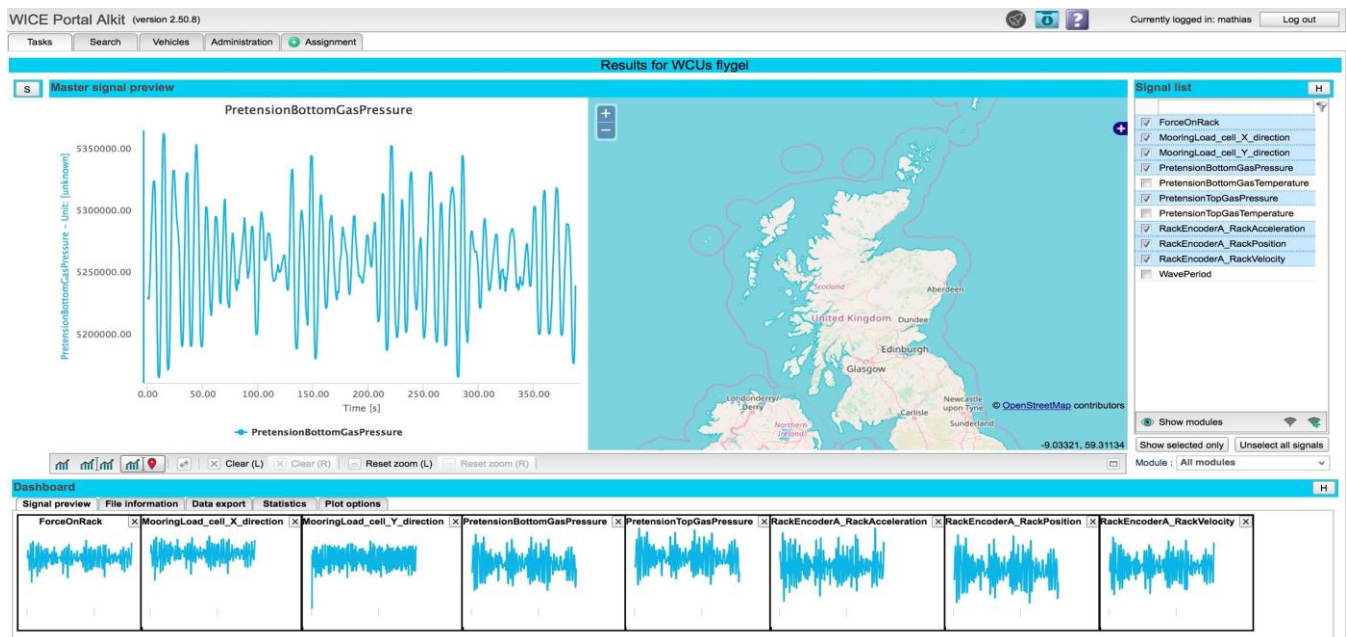 WICE Portal Alkit (version 2.50.8)
?
Currently logged in: mathias
Log out
Tasks
Search
Vehicles
Administration
Assignment
Results for WCUs flygel
S
Master signal preview
PretensionBottomGasPressure
PretensionBottomGasPressure - Unit: [unknown]
5350000.00
5300000.00
5250000.00
5200000.00
0.00 50.00 100.00 150.00 200.00 250.00 300.00 350.00
Time [s]
PretensionBottomGasPressure
+
−
+
Scotland
Aberdeen
United Kingdom
Dundee
Edinburgh
Glasgow
Londonderry/
Derry
Northern
Ireland
Carlisle
Newcastle
upon Tyne
Sunderland
© OpenStreetMap contributors
-9.03321, 59.31134
Signal list
H
ForceOnRack
MooringLoad_cell_X_direction
MooringLoad_cell_Y_direction
PretensionBottomGasPressure
PretensionBottomGasTemperature
PretensionTopGasPressure
PretensionTopGasTemperature
RackEncoderA_RackAcceleration
RackEncoderA_RackPosition
RackEncoderA_RackVelocity
WavePeriod
Show modules
Show selected only
Unselect all signals
Module : All modules
Clear (L)
Clear (R)
Reset zoom (L)
Reset zoom (R)
Dashboard
H
Signal preview
File information
Data export
Statistics
Plot options
ForceOnRack
MooringLoad_cell_X_direction
MooringLoad_cell_Y_direction
PretensionBottomGasPressure
PretensionTopGasPressure
RackEncoderA_RackAcceleration
RackEncoderA_RackPosition
RackEncoderA_RackVelocity